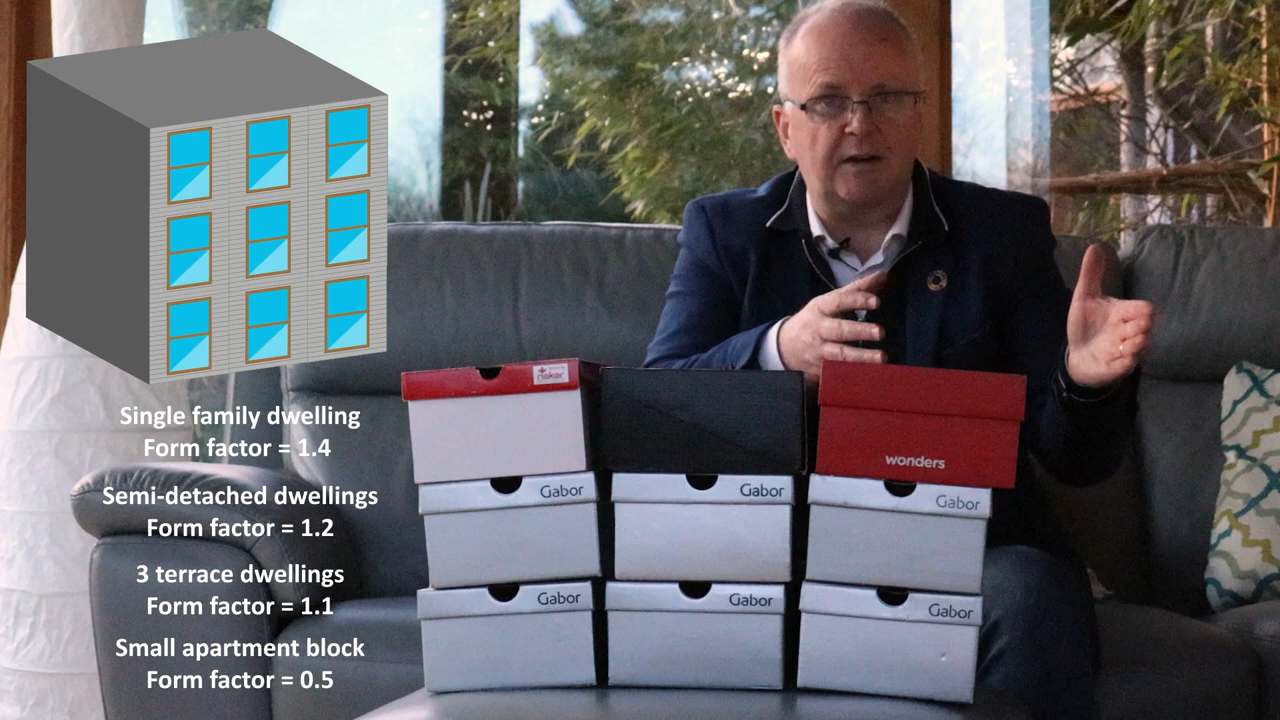 Single family dwelling
Form factor = 1.4
Semi-detached dwellings
Form factor = 1.2
3 terrace dwellings
Form factor = 1.1
Small apartment block
Form factor = 0.5
rieker
wonders
Gabor
Gabor
Gabor
Gabor
Gabor
Gabor